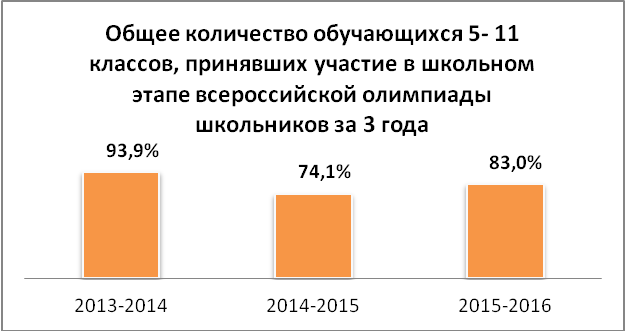 Общее количество обучающихся 5- 11
классов, принявших участие в школьном
этапе всероссийской олимпиады
школьников за 3 года
93,9%
74,1%
83,0%
2013-2014
2014-2015
2015-2016